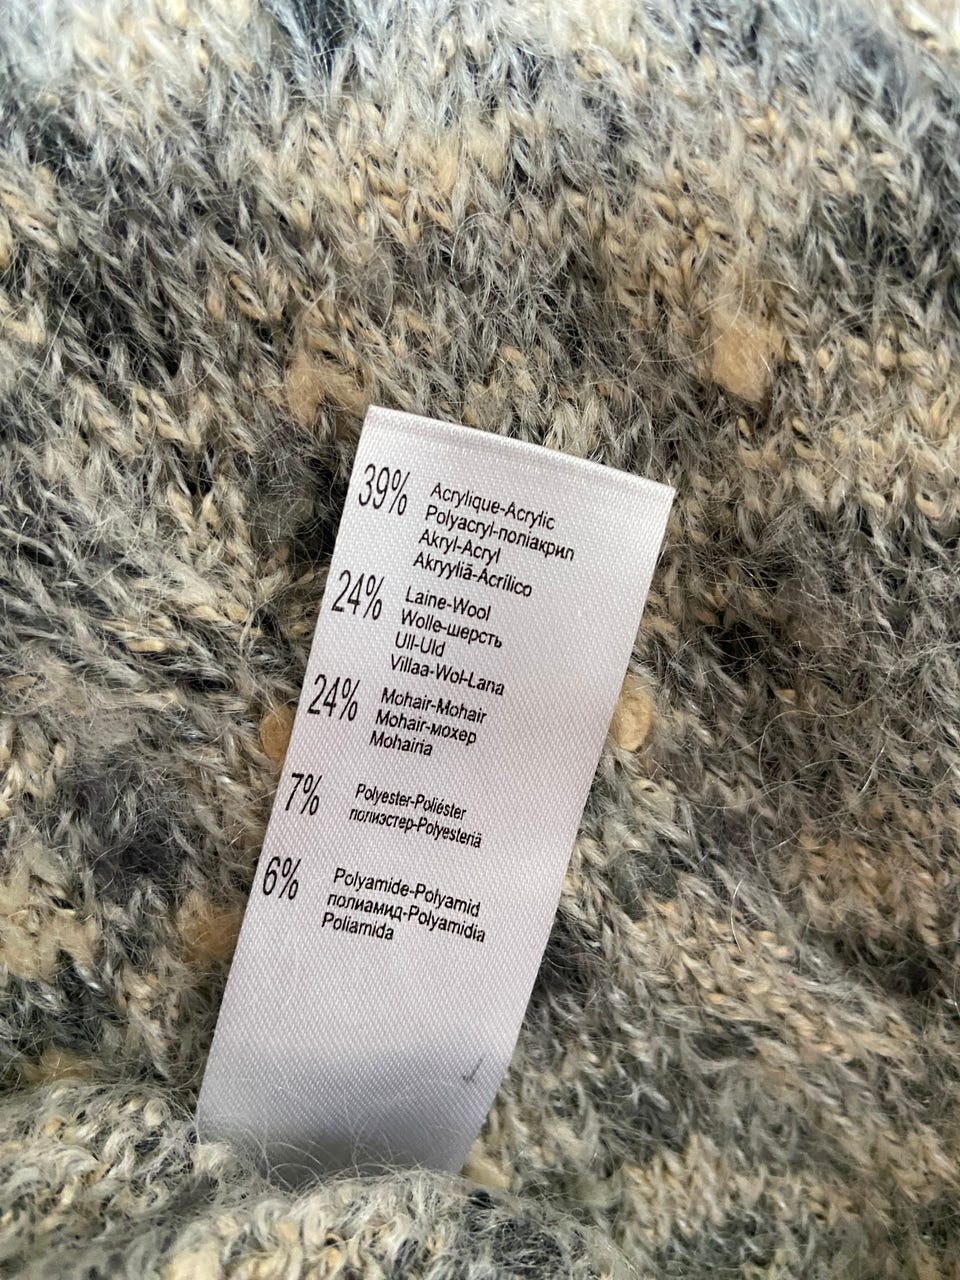 39% Acrylique-Acrylic
Polyacryl-поліакрил
Akryl-Acryl
Akryyliä-Acrílico
24% Laine-Wool
Wolle-шерсть
Ull-Uld
Villaa-Wol-Lana
24% Mohair-Mohair
Mohair-мохер
Mohairia
7% Polyester-Poliéster
полиэстер-Polyesteriä
6% Polyamide-Polyamid
полиамид-Polyamidia
Poliamida